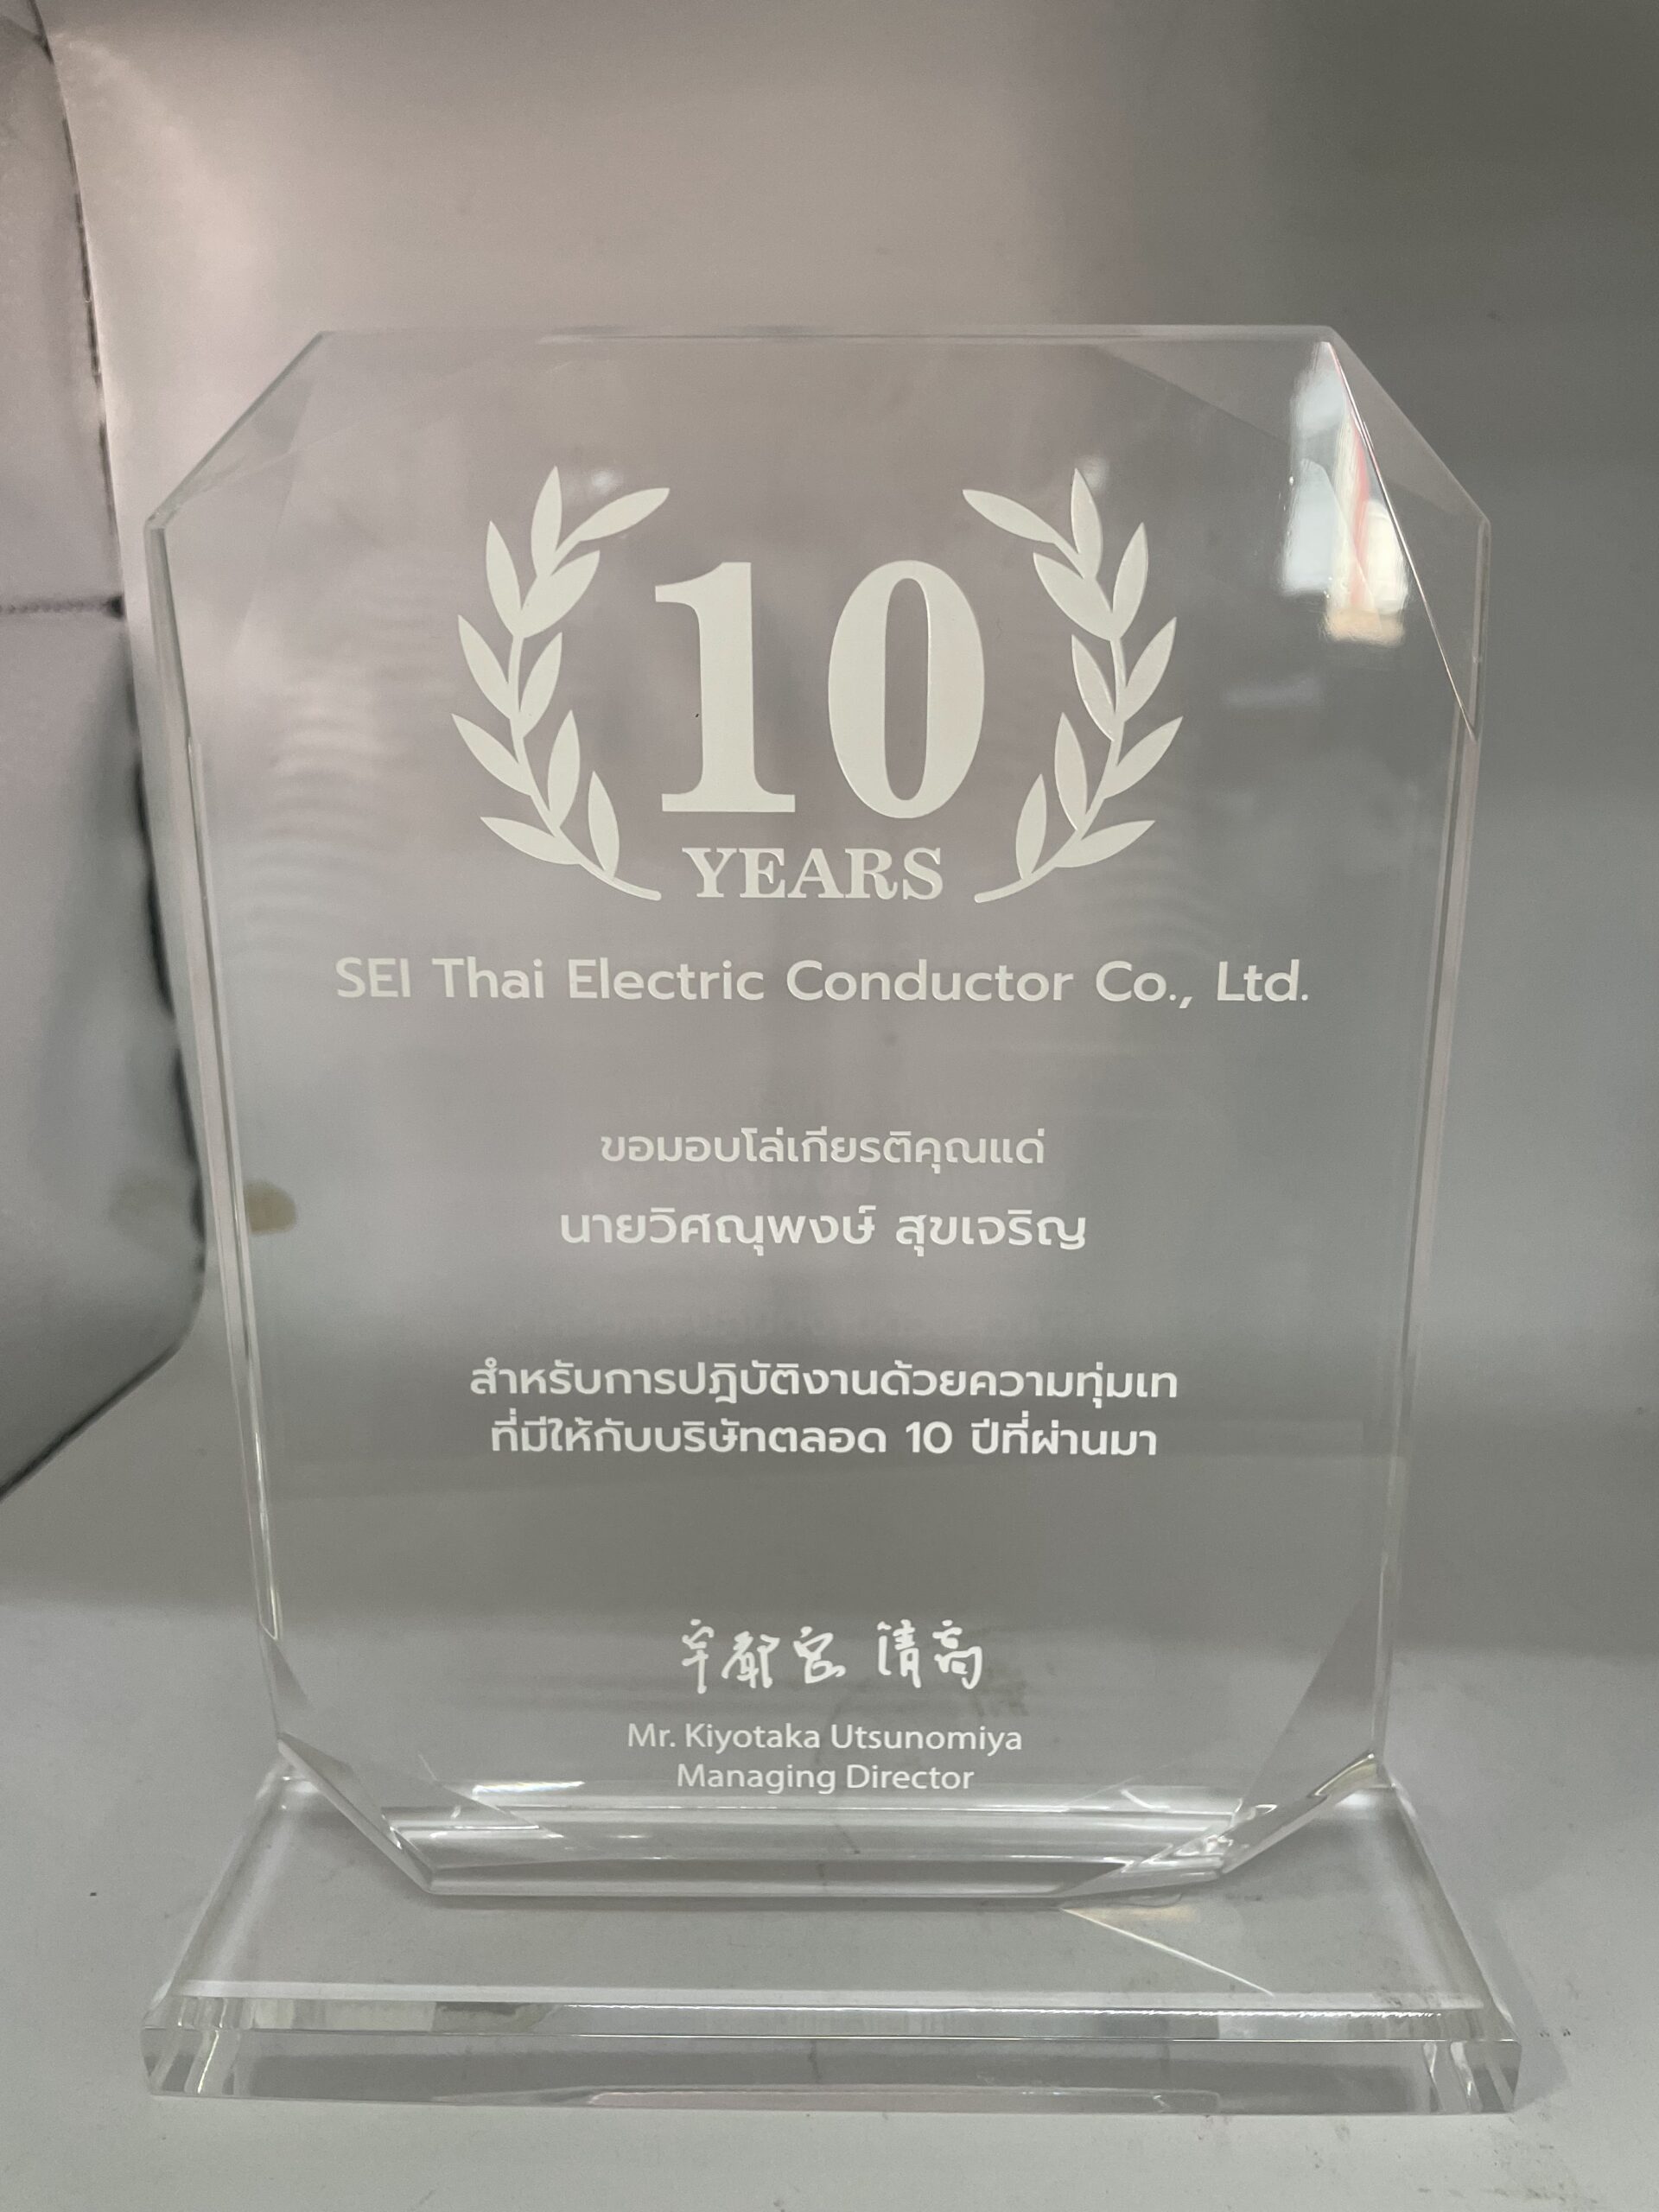 10
YEARS
SEI Thai Electric Conductor Co., Ltd.
ขอมอบโล่เกียรติคุณแด่
นายวิศณุพงษ์ สุขเจริญ
สำหรับการปฏิบัติงานด้วยความทุ่มเท
ที่มีให้กับบริษัทตลอด 10 ปีที่ผ่านมา
宇都宮 清高
Mr. Kiyotaka Utsunomiya
Managing Director